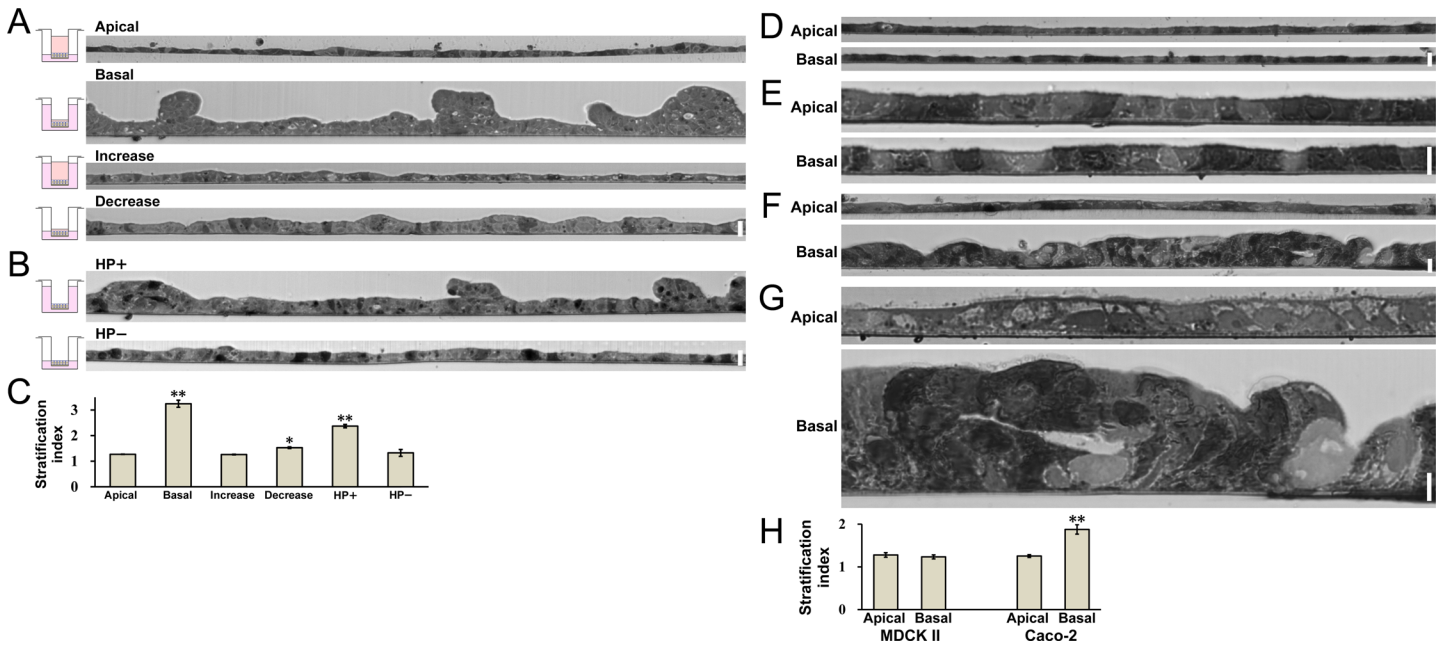 A
Apical
Basal
Increase
Decrease
B
HP+
HP−
C
Stratification
index
3
2
1
0
**
*
**
Apical
Basal
Increase
Decrease
HP+
HP−
D
Apical
Basal
E
Apical
Basal
F
Apical
Basal
G
Apical
Basal
H
Stratification
index
2
1
0
**
Apical
Basal
Apical
Basal
MDCK II
Caco-2